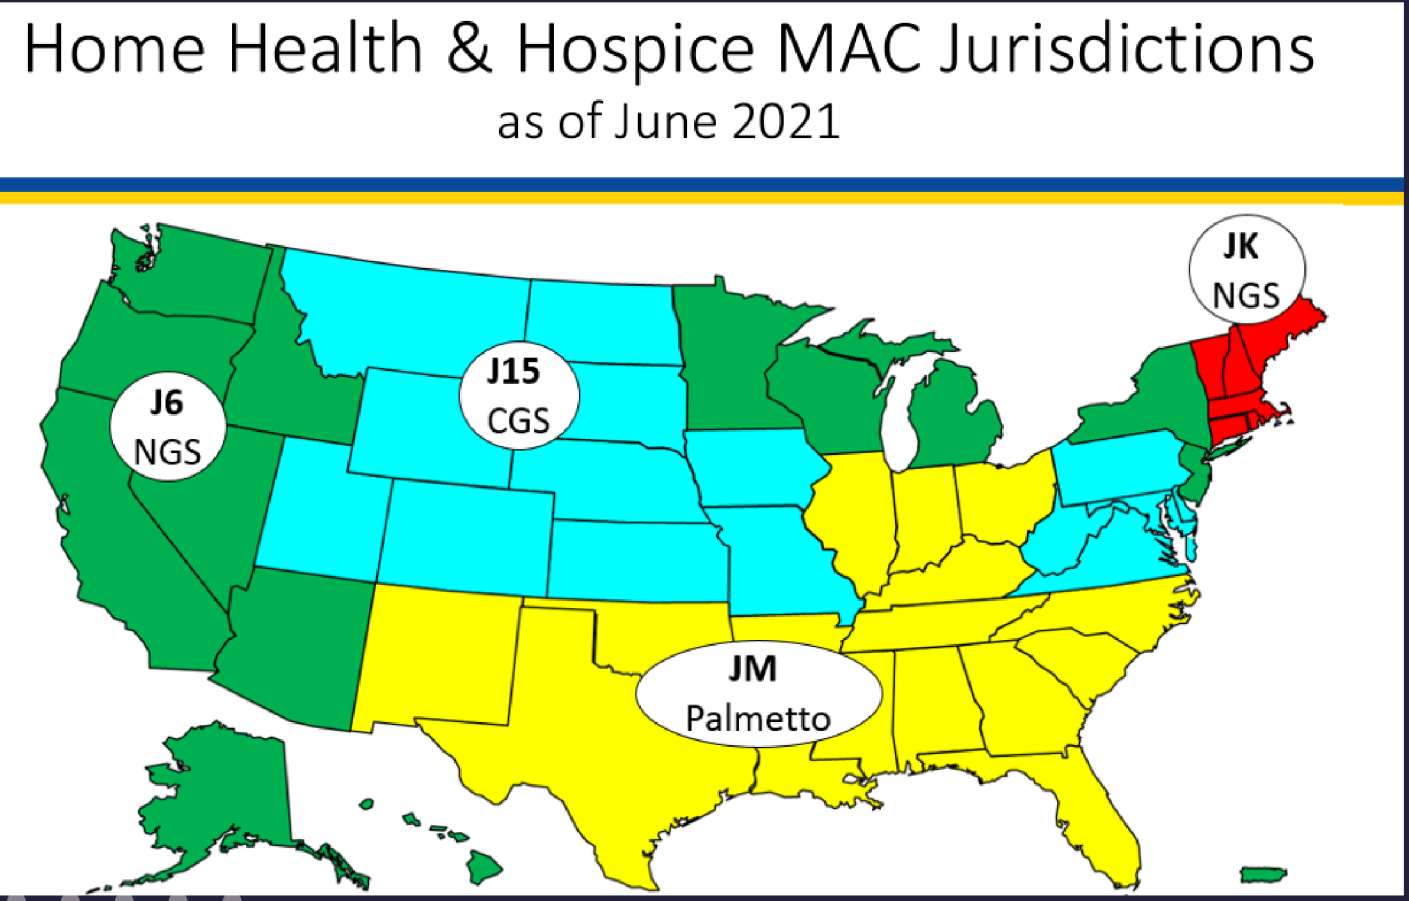 Home Health & Hospice MAC Jurisdictions
as of June 2021
JK
NGS
J15
CGS
J6
NGS
JM
Palmetto